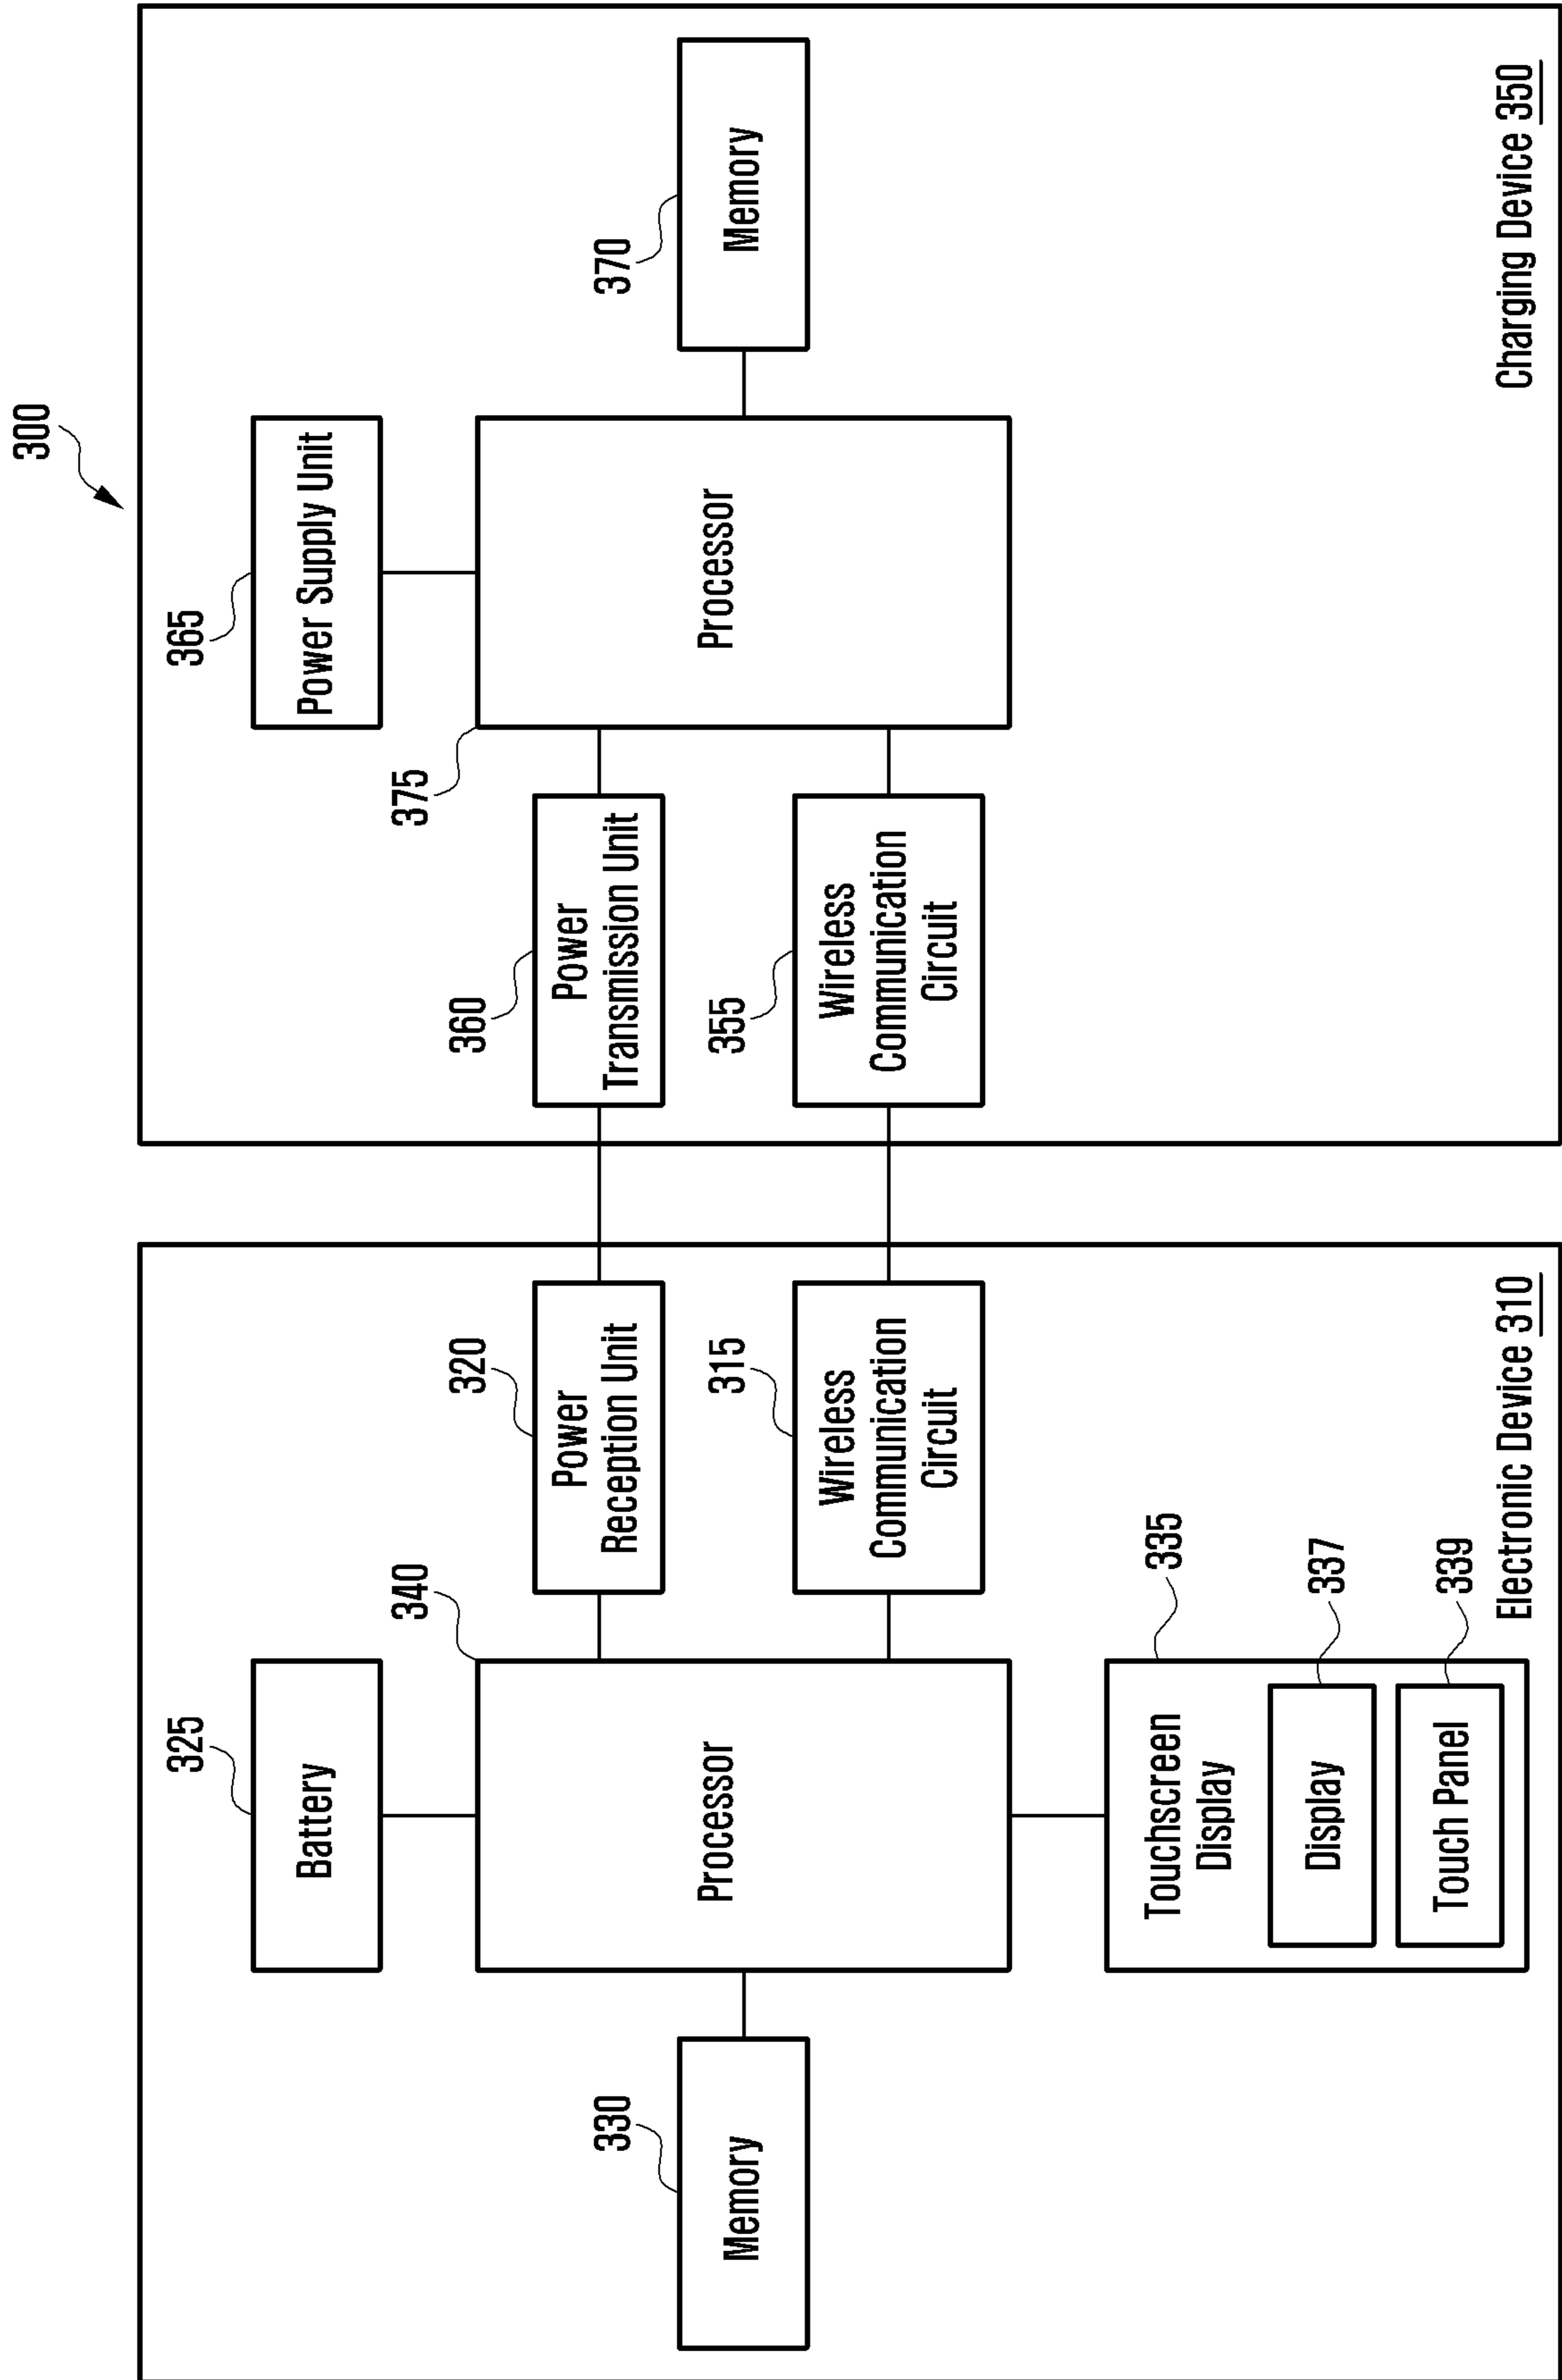 300
325
Battery
340
Processor
330
Memory
320
Power
Reception Unit
315
Wireless
Communication
Circuit
335
Touchscreen
Display
337
Display
339
Touch Panel
Electronic Device 310
365
Power Supply Unit
375
Processor
360
Power
Transmission Unit
355
Wireless
Communication
Circuit
370
Memory
Charging Device 350